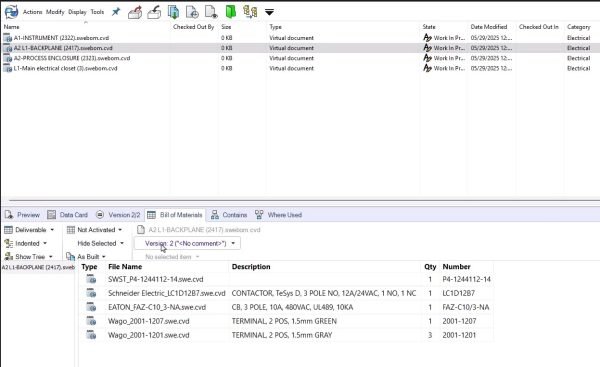 Actions Modify Display Tools
Name Checked Out By Size Type State Date Modified Checked Out In Category
A1-INSTRUMENT (2322).sweborn.cvd 0 KB Virtual document Work In Pr... 05/29/2025 12:... Electrical
A2 L1-BACKPLANE (2417).sweborn.cvd 0 KB Virtual document Work In Pr... 05/29/2025 12:... Electrical
A2-PROCESS ENCLOSURE (2323).sweborn.cvd 0 KB Virtual document Work In Pr... 05/29/2025 12:... Electrical
L1-Main electrical closet (3).sweborn.cvd 0 KB Virtual document Work In Pr... 05/29/2025 12:... Electrical
Preview Data Card Version 2/2 Bill of Materials Contains Where Used
Deliverable Not Activated A2 L1-BACKPLANE (2417) sweborn cvd
Indented Hide Selected Version: 2 ("<No comment>")
Show Tree As Built No selected item
A2 L1-BACKPLANE (2417).sweb
Type File Name Description Qty Number
SWST_P4-1244112-14.swe.cvd 1 P4-1244112-14
Schneider Electric_LC1D12B7.swe.cvd CONTACTOR, TeSys D, 3 POLE NO, 12A/24VAC, 1 NO, 1 NC 1 LC1D12B7
EATON_FAZ-C10_3-NA.swe.cvd CB, 3 POLE, 10A, 480VAC, UL489, 10KA 1 FAZ-C10/3-NA
Wago_2001-1207.swe.cvd TERMINAL, 2 POS, 1.5mm GREEN 1 2001-1207
Wago_2001-1201.swe.cvd TERMINAL, 2 POS, 1.5mm GRAY 3 2001-1201